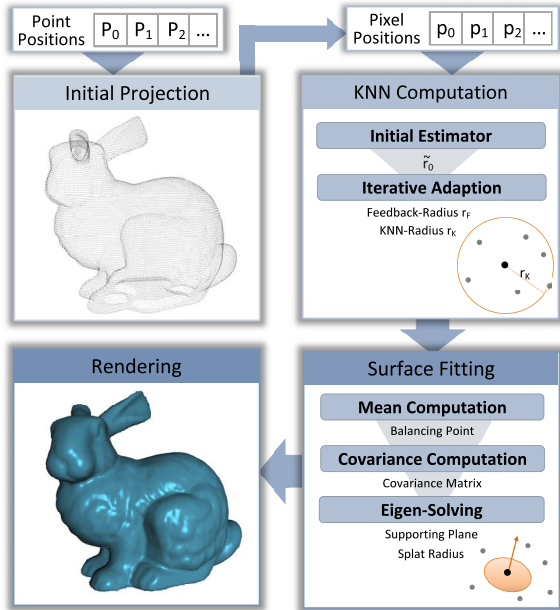 Point Positions P0 P1 P2 ...
Pixel Positions p0 p1 p2 ...
Initial Projection
KNN Computation
Initial Estimator
r̃0
Iterative Adaption
Feedback-Radius rF
KNN-Radius rK
rK
Surface Fitting
Mean Computation
Balancing Point
Covariance Computation
Covariance Matrix
Eigen-Solving
Supporting Plane
Splat Radius
Rendering